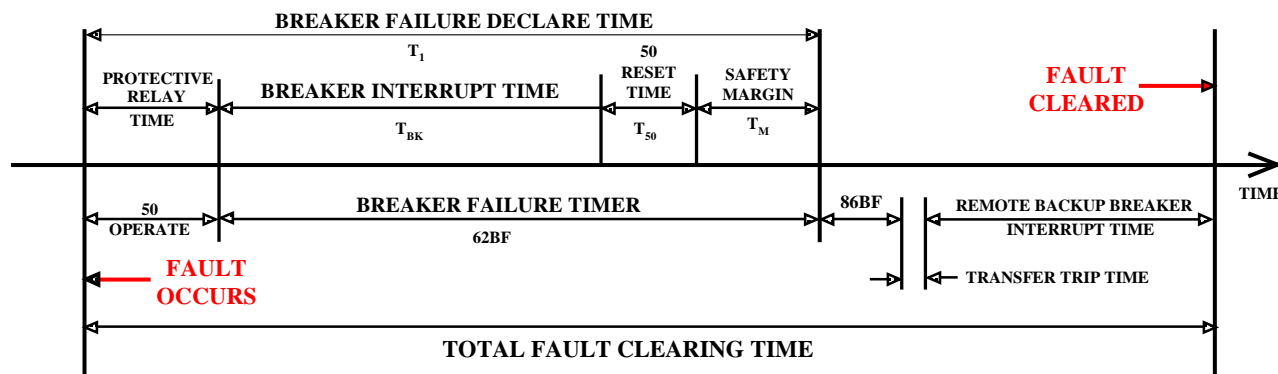 BREAKER FAILURE DECLARE TIME
T1
PROTECTIVE
RELAY
TIME
BREAKER INTERRUPT TIME
TBK
50
RESET
TIME
T50
SAFETY
MARGIN
TM
FAULT
CLEARED
TIME
50
OPERATE
BREAKER FAILURE TIMER
62BF
86BF
REMOTE BACKUP BREAKER
INTERRUPT TIME
FAULT
OCCURS
TRANSFER TRIP TIME
TOTAL FAULT CLEARING TIME